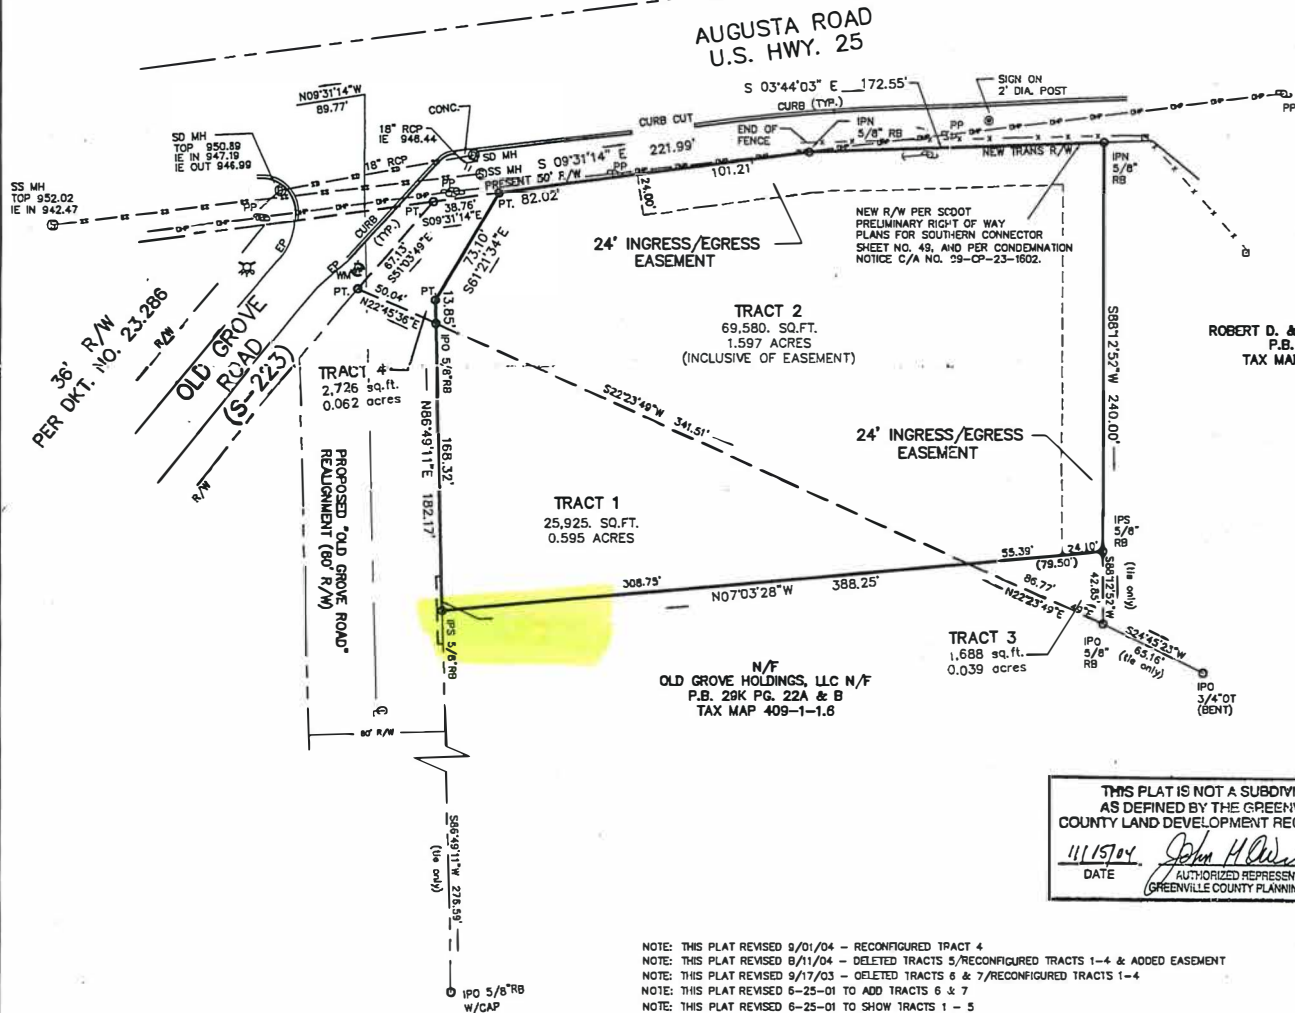 AUGUSTA ROAD
U.S. HWY. 25
N09°31'14"W
89.77'
CONC.
S 03°44'03" E 172.55'
SIGN ON
2' DIA. POST
CURB (TYP.)
CURB CUT
SD MH
TOP 950.89
IE IN 947.19
IE OUT 946.99
18" RCP
IE 948.44
END OF
FENCE
IPN
5/8" RB
PP
PP
18" RCP
SD MH
S 09°31'14" E 221.99'
NEW TRANS R/W
SS MH
PP
SS MH
TOP 952.02
IE IN 942.47
PP
PP
PRESENT 50' R/W
101.21'
IPN
5/8"
RB
PT.
38.76'
S09°31'14"E
PT. 82.02'
24.00'
CURB
(TYP.)
EP
EP
67.13'
S51°03'49"E
73.10'
S61°21'34"E
24' INGRESS/EGRESS
EASEMENT
NEW R/W PER SCDOT
PRELIMINARY RIGHT OF WAY
PLANS FOR SOUTHERN CONNECTOR
SHEET NO. 49, AND PER CONDEMNATION
NOTICE C/A NO. 99-CP-23-1602.
WM
PT.
50.04'
N22°45'36"E
PT.
13.85'
IPO 5/8"RB
36' R/W
PER DKT. NO. 23.286
R/W
OLD GROVE
ROAD
(S-223)
R/W
TRACT 2
69,580. SQ.FT.
1.597 ACRES
(INCLUSIVE OF EASEMENT)
S88°12'52"W 240.00'
ROBERT D. &
P.B.
TAX MAP
TRACT 4
2,726 sq.ft.
0.062 acres
N86°49'11"E 182.17'
168.32'
S22°23'49"W 341.51'
24' INGRESS/EGRESS
EASEMENT
PROPOSED "OLD GROVE ROAD"
REALIGNMENT (80' R/W)
TRACT 1
25,925. SQ.FT.
0.595 ACRES
IPS
5/8"
RB
55.39'
24.10'
(79.50')
308.75'
N07°03'28"W 388.25'
86.77'
N22°23'49"E
S88°12'52"W
42.85'
(tie only)
IPS 5/8"RB
TRACT 3
1,688 sq.ft.
0.039 acres
IPO
5/8"
RB
S24°45'23"W
65.16'
(tie only)
IPO
3/4"OT
(BENT)
N/F
OLD GROVE HOLDINGS, LLC N/F
P.B. 29K PG. 22A & B
TAX MAP 409-1-1.6
80' R/W
S86°49'11"W 275.59'
(tie only)
THIS PLAT IS NOT A SUBDIVI
AS DEFINED BY THE GREENV
COUNTY LAND DEVELOPMENT REG
11/15/04 John H
DATE AUTHORIZED REPRESEN
GREENVILLE COUNTY PLANNIN
NOTE: THIS PLAT REVISED 9/01/04 - RECONFIGURED TRACT 4
NOTE: THIS PLAT REVISED 8/11/04 - DELETED TRACTS 5/RECONFIGURED TRACTS 1-4 & ADDED EASEMENT
NOTE: THIS PLAT REVISED 9/17/03 - DELETED TRACTS 6 & 7/RECONFIGURED TRACTS 1-4
NOTE: THIS PLAT REVISED 6-25-01 TO ADD TRACTS 6 & 7
NOTE: THIS PLAT REVISED 6-25-01 TO SHOW TRACTS 1 - 5
IPO 5/8"RB
W/CAP